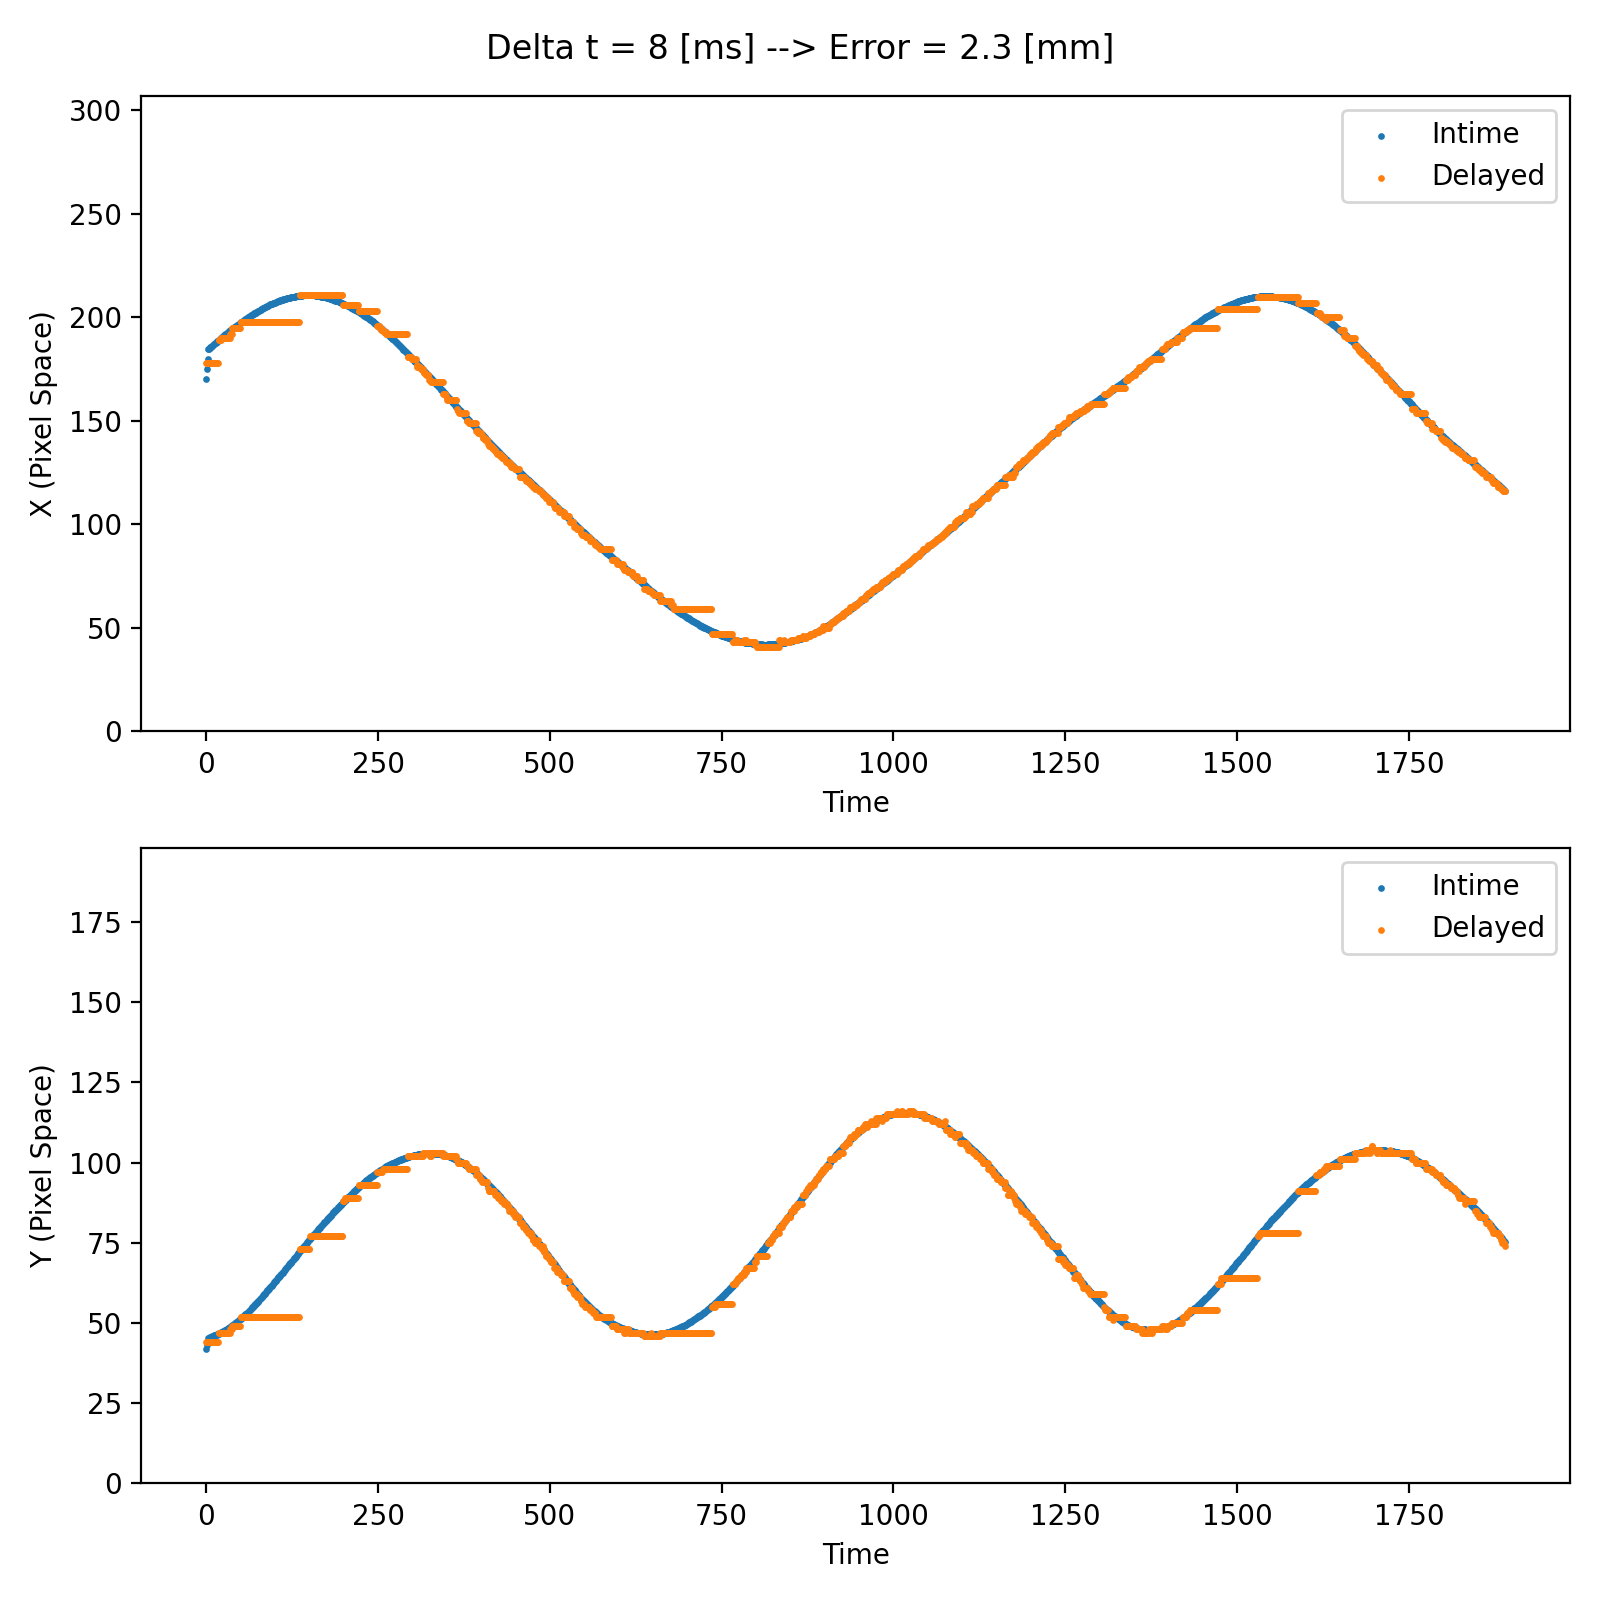 Delta t = 8 [ms] --> Error = 2.3 [mm]
300
250
200
150
100
50
0
X (Pixel Space)
Intime
Delayed
0 250 500 750 1000 1250 1500 1750
Time
175
150
125
100
75
50
25
0
Y (Pixel Space)
Intime
Delayed
0 250 500 750 1000 1250 1500 1750
Time